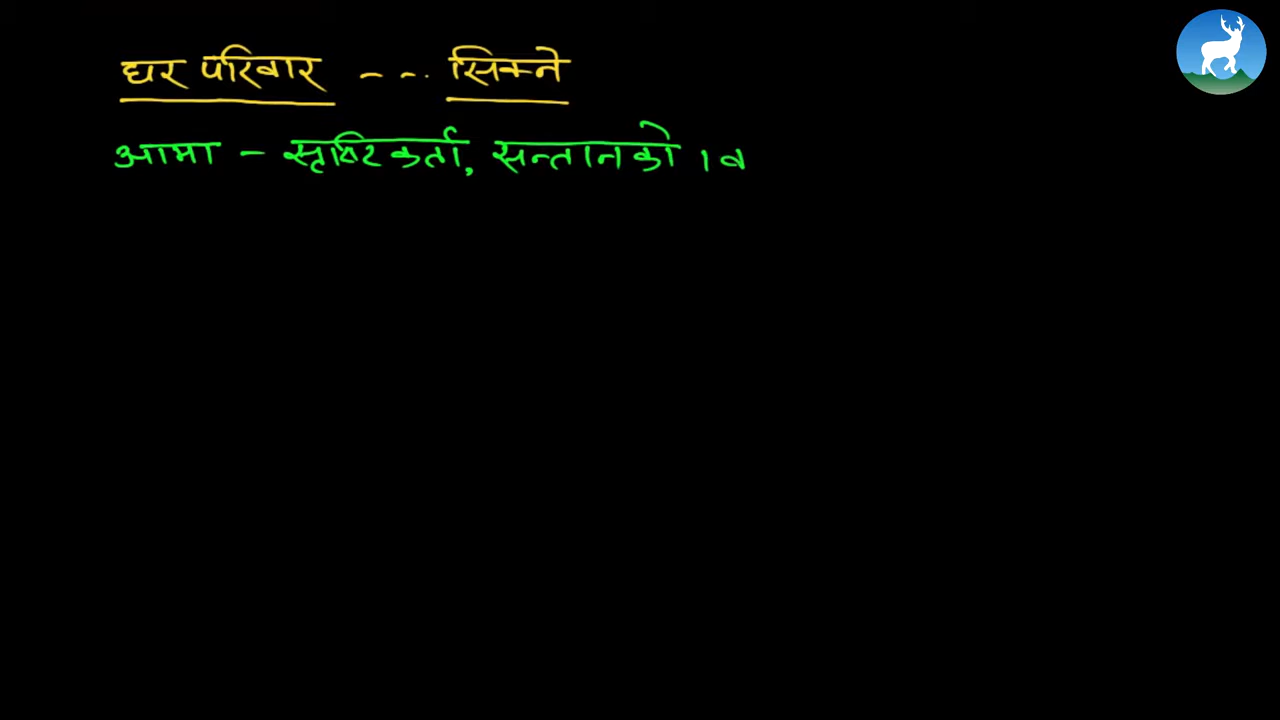 घर परिवार - - .. सिक्ने
आमा - सृष्टिकर्ता, सन्तानको